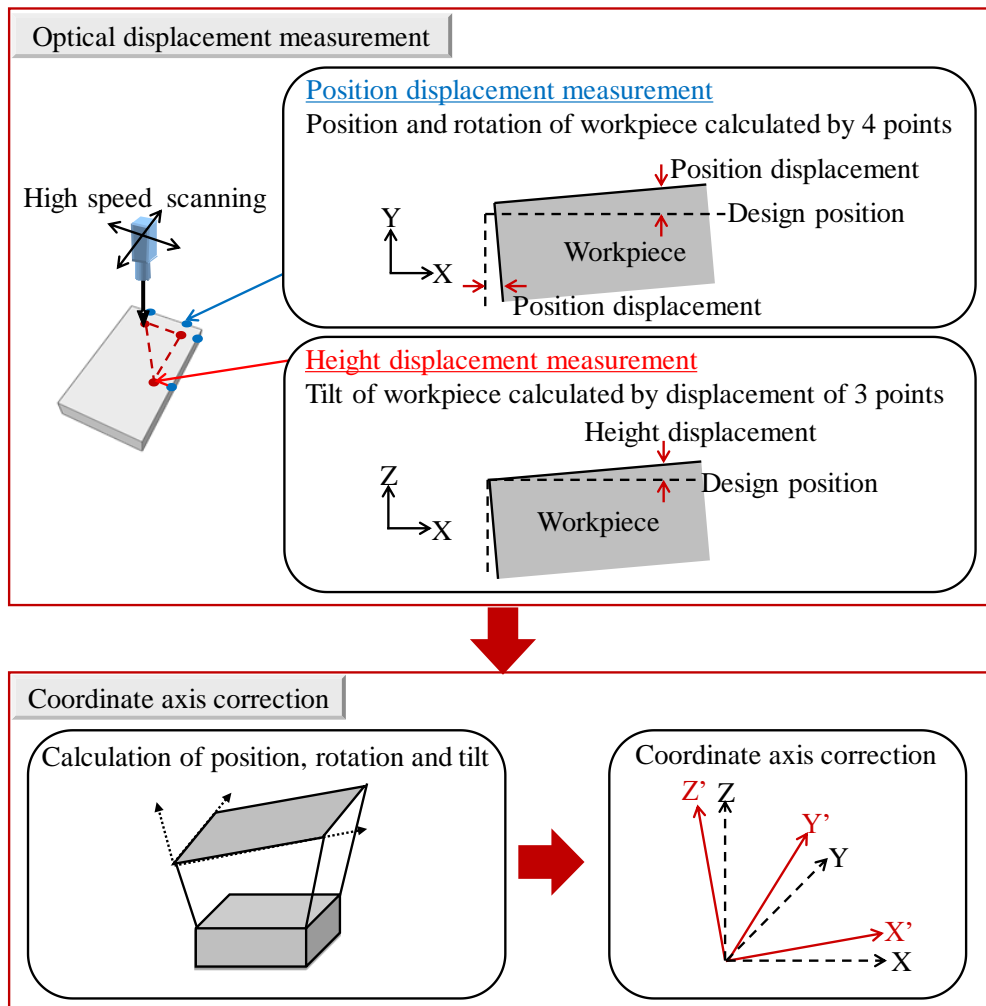 Optical displacement measurement
Position displacement measurement
Position and rotation of workpiece calculated by 4 points
High speed scanning
Position displacement
Design position
Y
Workpiece
X
Position displacement
Height displacement measurement
Tilt of workpiece calculated by displacement of 3 points
Height displacement
Z
Design position
Workpiece
X
Coordinate axis correction
Calculation of position, rotation and tilt
Coordinate axis correction
Z’
Z
Y’
Y
X’
X